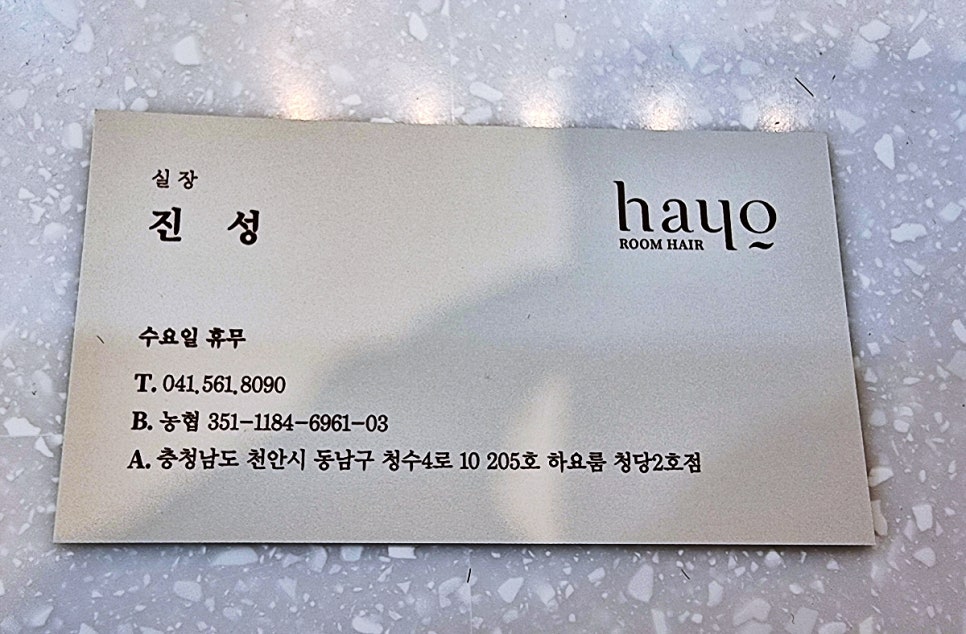 실장
진 성
hayo
ROOM HAIR
수요일 휴무
T. 041.561.8090
B. 농협 351-1184-6961-03
A. 충청남도 천안시 동남구 청수4로 10 205호 하요룸 청당2호점